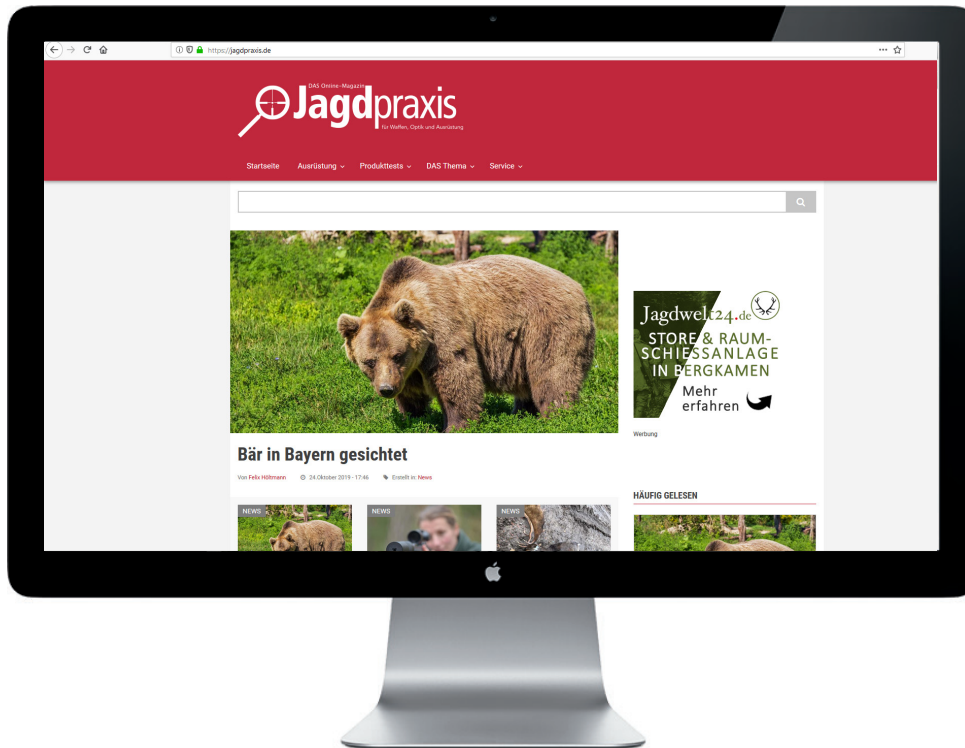 https://jagdpraxis.de
DAS Online-Magazin
Jagdpraxis
für Waffen, Optik und Ausrüstung
Startseite Ausrüstung Produkttests DAS Thema Service
Jagdwelt24.de
STORE & RAUM-
SCHIESSANLAGE
IN BERGKAMEN
Mehr
erfahren
Werbung
Bär in Bayern gesichtet
Von Felix Höltmann 24.Oktober 2019 - 17:46 Erstellt in: News
HÄUFIG GELESEN
NEWS NEWS NEWS